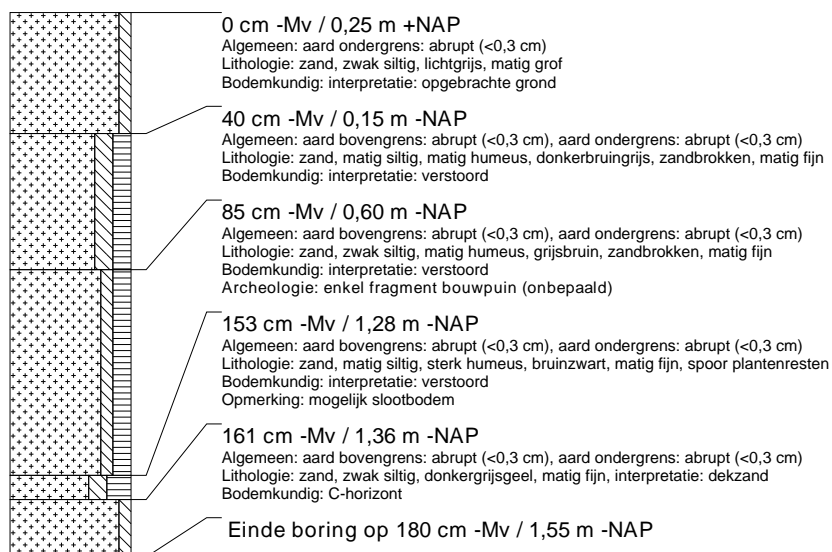 0 cm -Mv / 0,25 m +NAP
Algemeen: aard ondergrens: abrupt (<0,3 cm)
Lithologie: zand, zwak siltig, lichtgrijs, matig grof
Bodemkundig: interpretatie: opgebrachte grond
40 cm -Mv / 0,15 m -NAP
Algemeen: aard bovengrens: abrupt (<0,3 cm), aard ondergrens: abrupt (<0,3 cm)
Lithologie: zand, matig siltig, matig humeus, donkerbruingrijs, zandbrokken, matig fijn
Bodemkundig: interpretatie: verstoord
85 cm -Mv / 0,60 m -NAP
Algemeen: aard bovengrens: abrupt (<0,3 cm), aard ondergrens: abrupt (<0,3 cm)
Lithologie: zand, zwak siltig, matig humeus, grijsbruin, zandbrokken, matig fijn
Bodemkundig: interpretatie: verstoord
Archeologie: enkel fragment bouwpuin (onbepaald)
153 cm -Mv / 1,28 m -NAP
Algemeen: aard bovengrens: abrupt (<0,3 cm), aard ondergrens: abrupt (<0,3 cm)
Lithologie: zand, matig siltig, sterk humeus, bruinzwart, matig fijn, spoor plantenresten
Bodemkundig: interpretatie: verstoord
Opmerking: mogelijk slootbodem
161 cm -Mv / 1,36 m -NAP
Algemeen: aard bovengrens: abrupt (<0,3 cm), aard ondergrens: abrupt (<0,3 cm)
Lithologie: zand, zwak siltig, donkergrijsgeel, matig fijn, interpretatie: dekzand
Bodemkundig: C-horizont
Einde boring op 180 cm -Mv / 1,55 m -NAP